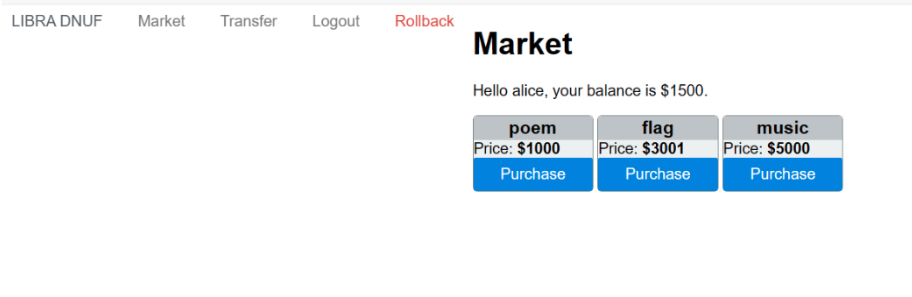 LIBRA DNUF Market Transfer Logout Rollback
Market
Hello alice, your balance is $1500.
poem flag music
Price: $1000 Price: $3001 Price: $5000
Purchase Purchase Purchase